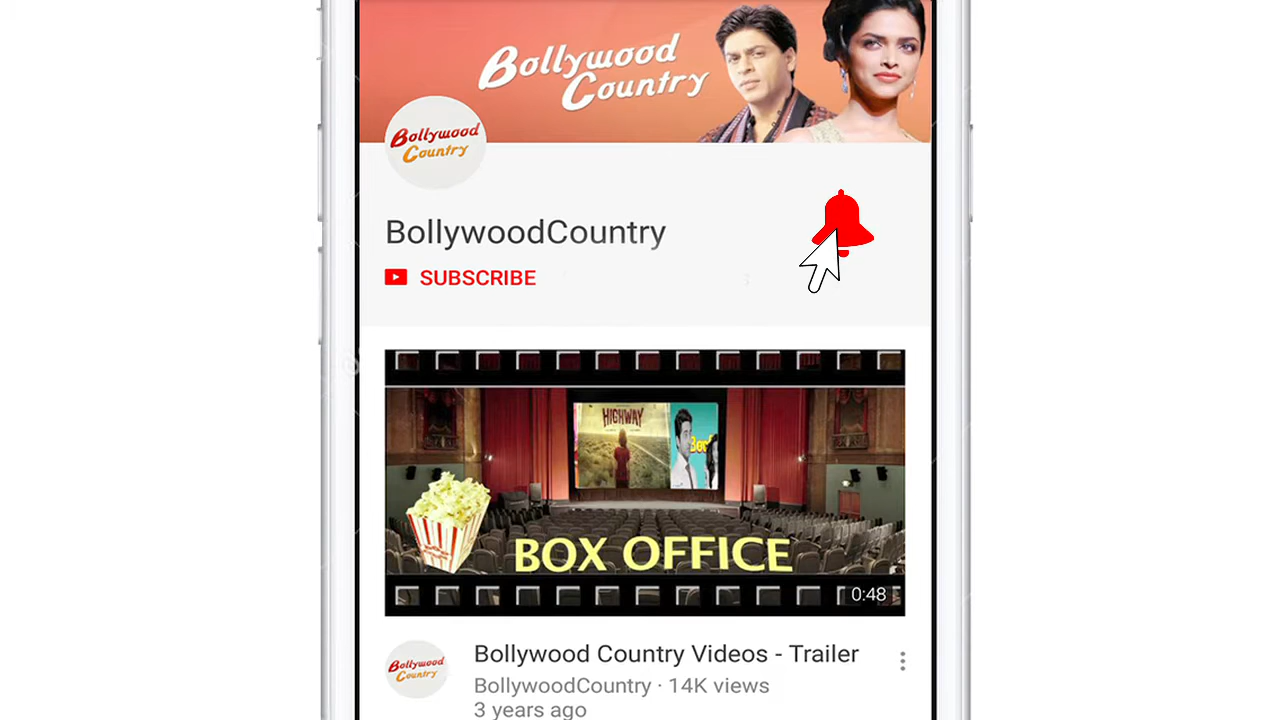 Bollywood
Country
Bollywood
Country
BollywoodCountry
SUBSCRIBE
HIGHWAY
BOX OFFICE
0:48
Bollywood
Country
Bollywood Country Videos - Trailer
BollywoodCountry · 14K views
3 years ago